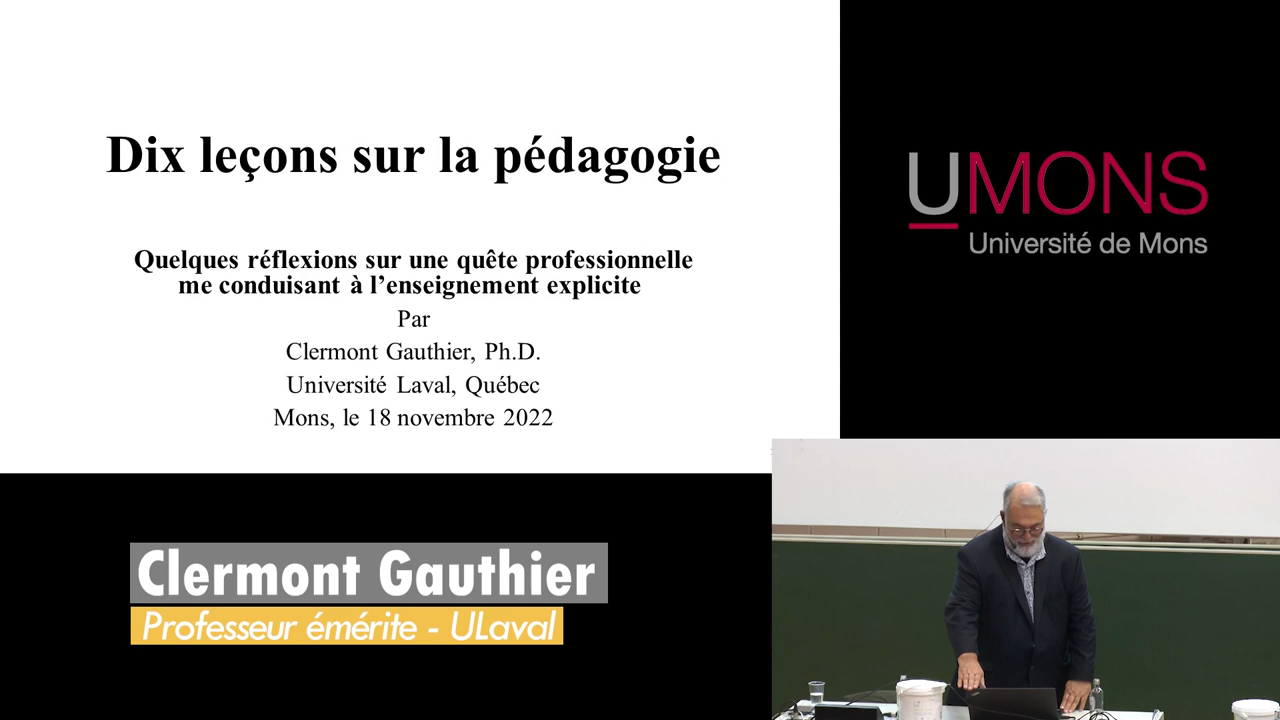 Dix leçons sur la pédagogie
Quelques réflexions sur une quête professionnelle
me conduisant à l'enseignement explicite
Par
Clermont Gauthier, Ph.D.
Université Laval, Québec
Mons, le 18 novembre 2022
UMONS
Université de Mons
Clermont Gauthier
Professeur émérite - ULaval